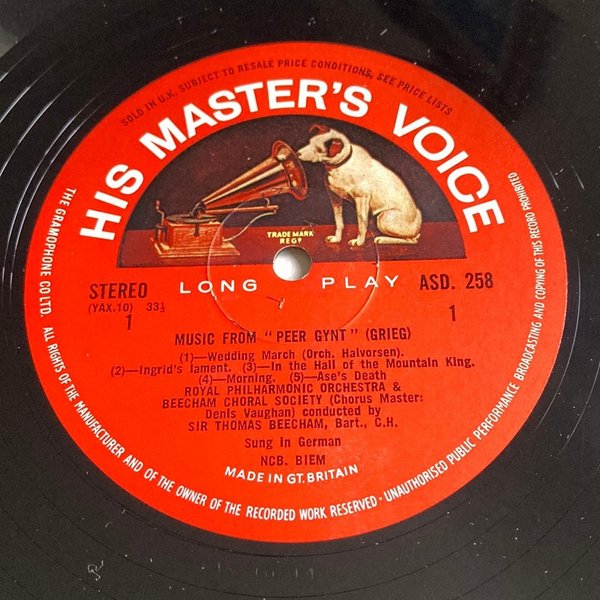 SOLD IN U.K. SUBJECT TO RESALE PRICE CONDITIONS, SEE PRICE LISTS
HIS MASTER'S VOICE
TRADE MARK
REGD
STEREO LONG PLAY ASD. 258
(YAX.10) 33⅓
1 1
MUSIC FROM "PEER GYNT" (GRIEG)
(1)—Wedding March (Orch. Halvorsen).
(2)—Ingrid's lament. (3)—In the Hall of the Mountain King.
(4)—Morning. (5)—Ase's Death
ROYAL PHILHARMONIC ORCHESTRA &
BEECHAM CHORAL SOCIETY (Chorus Master:
Denis Vaughan) conducted by
SIR THOMAS BEECHAM, Bart., C.H.
Sung In German
NCB. BIEM
MADE IN GT. BRITAIN
THE GRAMOPHONE CO LTD. ALL RIGHTS OF THE MANUFACTURER AND OF THE OWNER OF THE RECORDED WORK RESERVED · UNAUTHORISED PUBLIC PERFORMANCE BROADCASTING AND COPYING OF THIS RECORD PROHIBITED